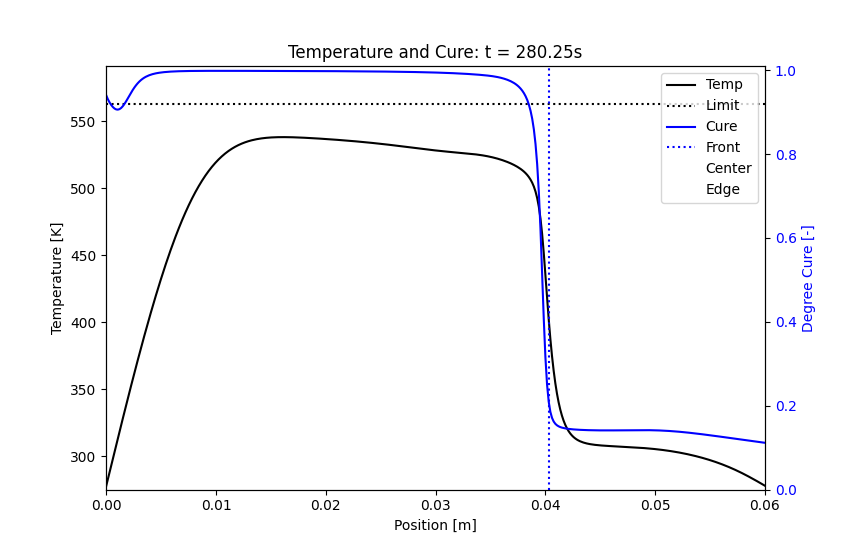 Temperature and Cure: t = 280.25s
Temp
Limit
Cure
Front
Center
Edge
Temperature [K]
550
500
450
400
350
300
Degree Cure [-]
1.0
0.8
0.6
0.4
0.2
0.0
0.00 0.01 0.02 0.03 0.04 0.05 0.06
Position [m]